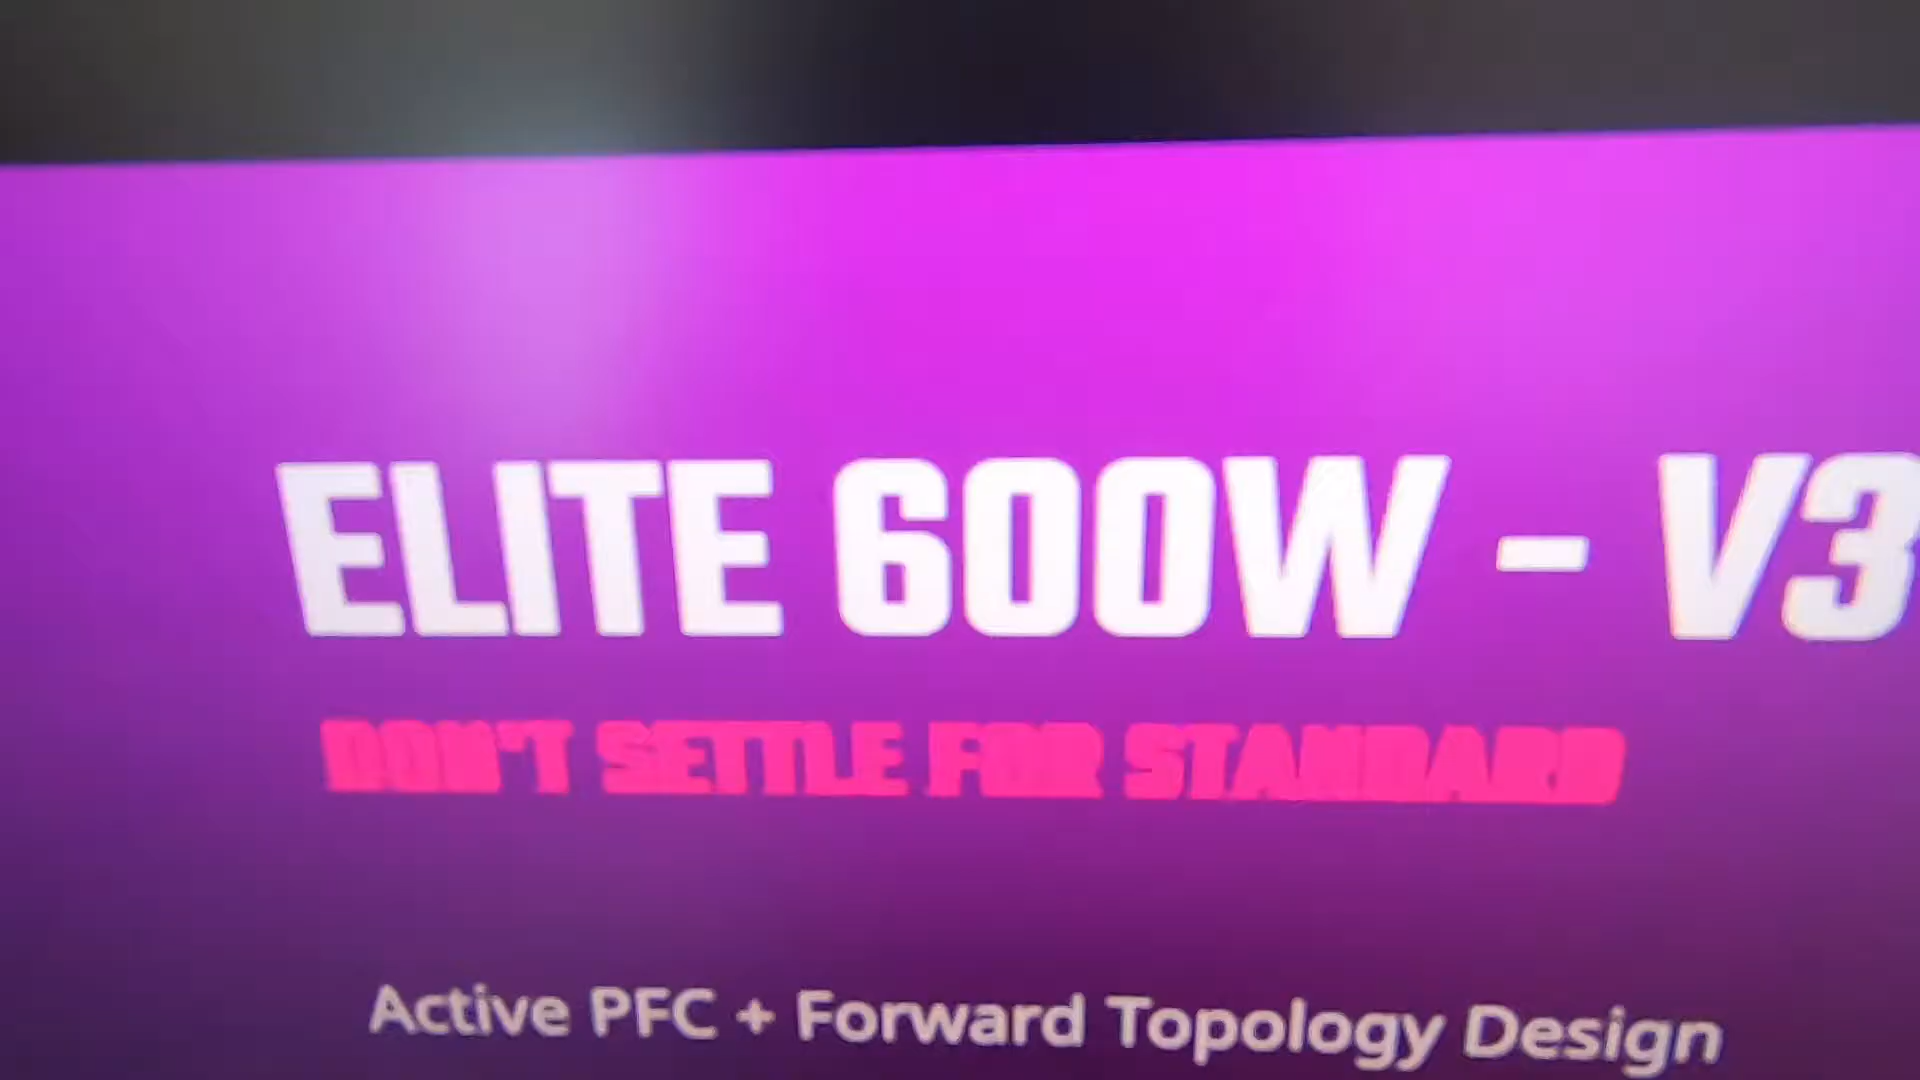 ELITE 600W - V3
DON'T SETTLE FOR STANDARD
Active PFC + Forward Topology Design